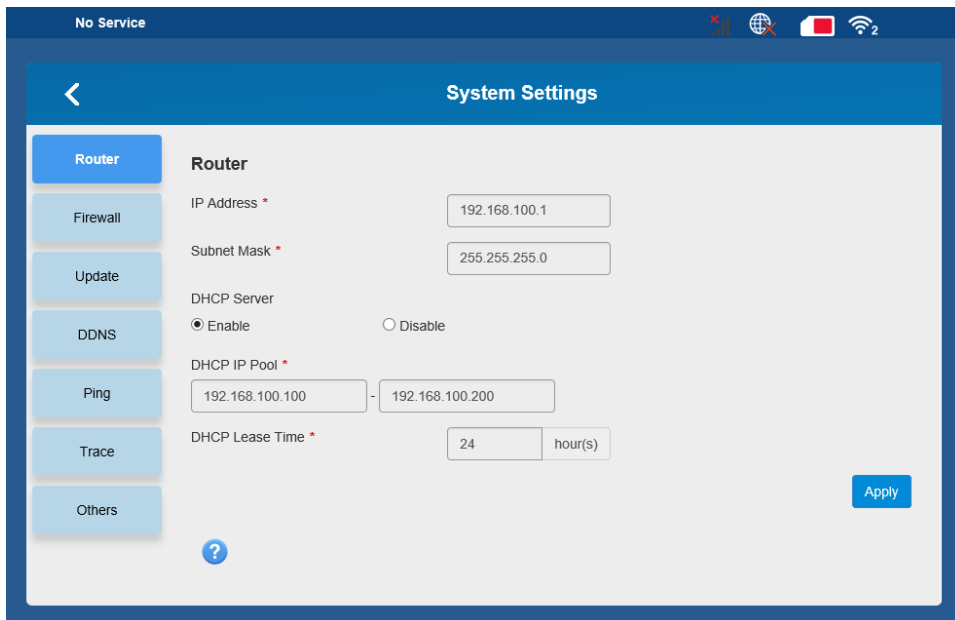 No Service
2
System Settings
Router
Firewall
Update
DDNS
Ping
Trace
Others
Router
IP Address *
192.168.100.1
Subnet Mask *
255.255.255.0
DHCP Server
Enable
Disable
DHCP IP Pool *
192.168.100.100 - 192.168.100.200
DHCP Lease Time *
24 hour(s)
Apply
?